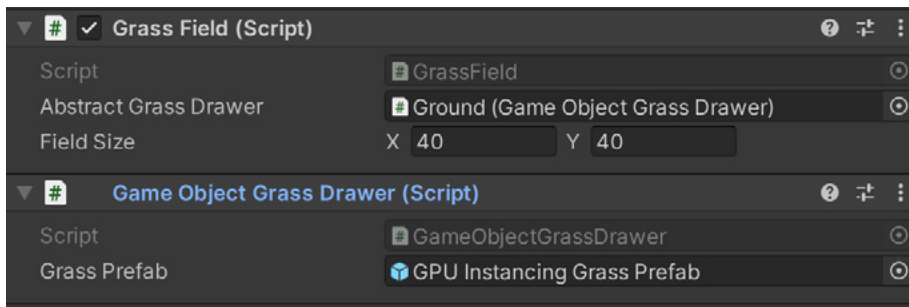 Grass Field (Script)
Script GrassField
Abstract Grass Drawer Ground (Game Object Grass Drawer)
Field Size X 40 Y 40
Game Object Grass Drawer (Script)
Script GameObjectGrassDrawer
Grass Prefab GPU Instancing Grass Prefab